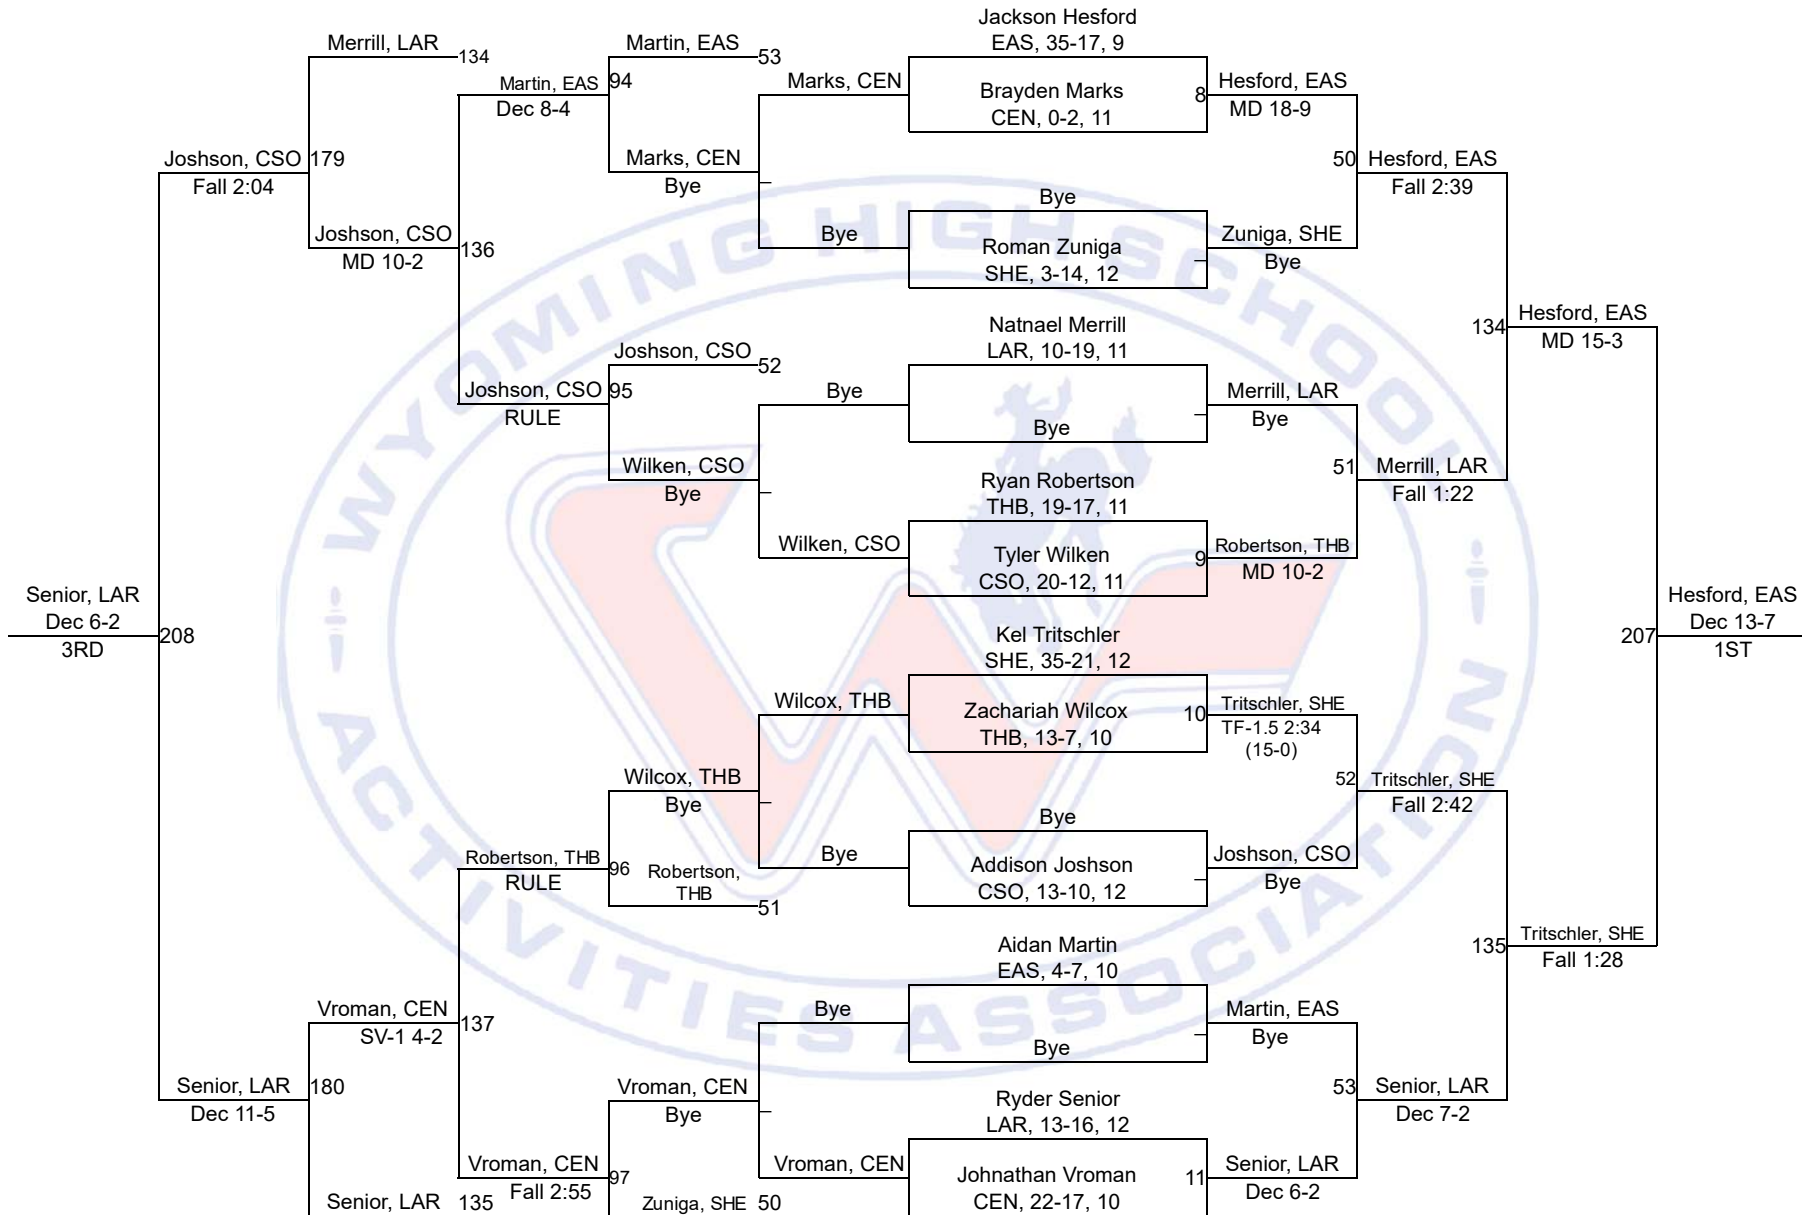 Jackson Hesford
EAS, 35-17, 9
Merrill, LAR
134
Martin, EAS
53
Martin, EAS
94
Dec 8-4
Marks, CEN
Brayden Marks
CEN, 0-2, 11
8
Hesford, EAS
MD 18-9
Joshson, CSO
179
Fall 2:04
Marks, CEN
Bye
50
Hesford, EAS
Fall 2:39
Bye
Joshson, CSO
136
MD 10-2
Bye
Roman Zuniga
SHE, 3-14, 12
Zuniga, SHE
Bye
Natnael Merrill
LAR, 10-19, 11
134
Hesford, EAS
MD 15-3
Joshson, CSO
52
Joshson, CSO
95
RULE
Bye
Bye
Merrill, LAR
Bye
Wilken, CSO
Bye
Ryan Robertson
THB, 19-17, 11
51
Merrill, LAR
Fall 1:22
Wilken, CSO
Tyler Wilken
CSO, 20-12, 11
9
Robertson, THB
MD 10-2
Senior, LAR
Dec 6-2
3RD
208
Kel Tritschler
SHE, 35-21, 12
207
Hesford, EAS
Dec 13-7
1ST
Wilcox, THB
Zachariah Wilcox
THB, 13-7, 10
10
Tritschler, SHE
TF-1.5 2:34
(15-0)
Wilcox, THB
Bye
52
Tritschler, SHE
Fall 2:42
Bye
Robertson, THB
RULE
96
Robertson,
THB
51
Bye
Addison Joshson
CSO, 13-10, 12
Joshson, CSO
Bye
Aidan Martin
EAS, 4-7, 10
135
Tritschler, SHE
Fall 1:28
Vroman, CEN
SV-1 4-2
137
Bye
Bye
Martin, EAS
Bye
Senior, LAR
Dec 11-5
180
Vroman, CEN
Bye
Ryder Senior
LAR, 13-16, 12
53
Senior, LAR
Dec 7-2
Vroman, CEN
Fall 2:55
97
Vroman, CEN
Johnathan Vroman
CEN, 22-17, 10
11
Senior, LAR
Dec 6-2
Senior, LAR
135
Zuniga, SHE
50
WYOMING HIGH SCHOOL
ACTIVITIES ASSOCIATION